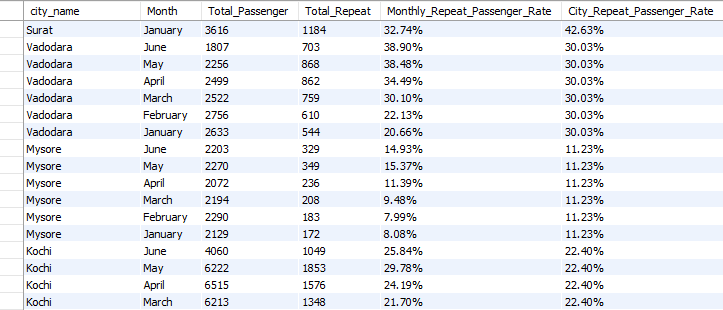 city_name Month Total_Passenger Total_Repeat Monthly_Repeat_Passenger_Rate City_Repeat_Passenger_Rate
Surat January 3616 1184 32.74% 42.63%
Vadodara June 1807 703 38.90% 30.03%
Vadodara May 2256 868 38.48% 30.03%
Vadodara April 2499 862 34.49% 30.03%
Vadodara March 2522 759 30.10% 30.03%
Vadodara February 2756 610 22.13% 30.03%
Vadodara January 2633 544 20.66% 30.03%
Mysore June 2203 329 14.93% 11.23%
Mysore May 2270 349 15.37% 11.23%
Mysore April 2072 236 11.39% 11.23%
Mysore March 2194 208 9.48% 11.23%
Mysore February 2290 183 7.99% 11.23%
Mysore January 2129 172 8.08% 11.23%
Kochi June 4060 1049 25.84% 22.40%
Kochi May 6222 1853 29.78% 22.40%
Kochi April 6515 1576 24.19% 22.40%
Kochi March 6213 1348 21.70% 22.40%